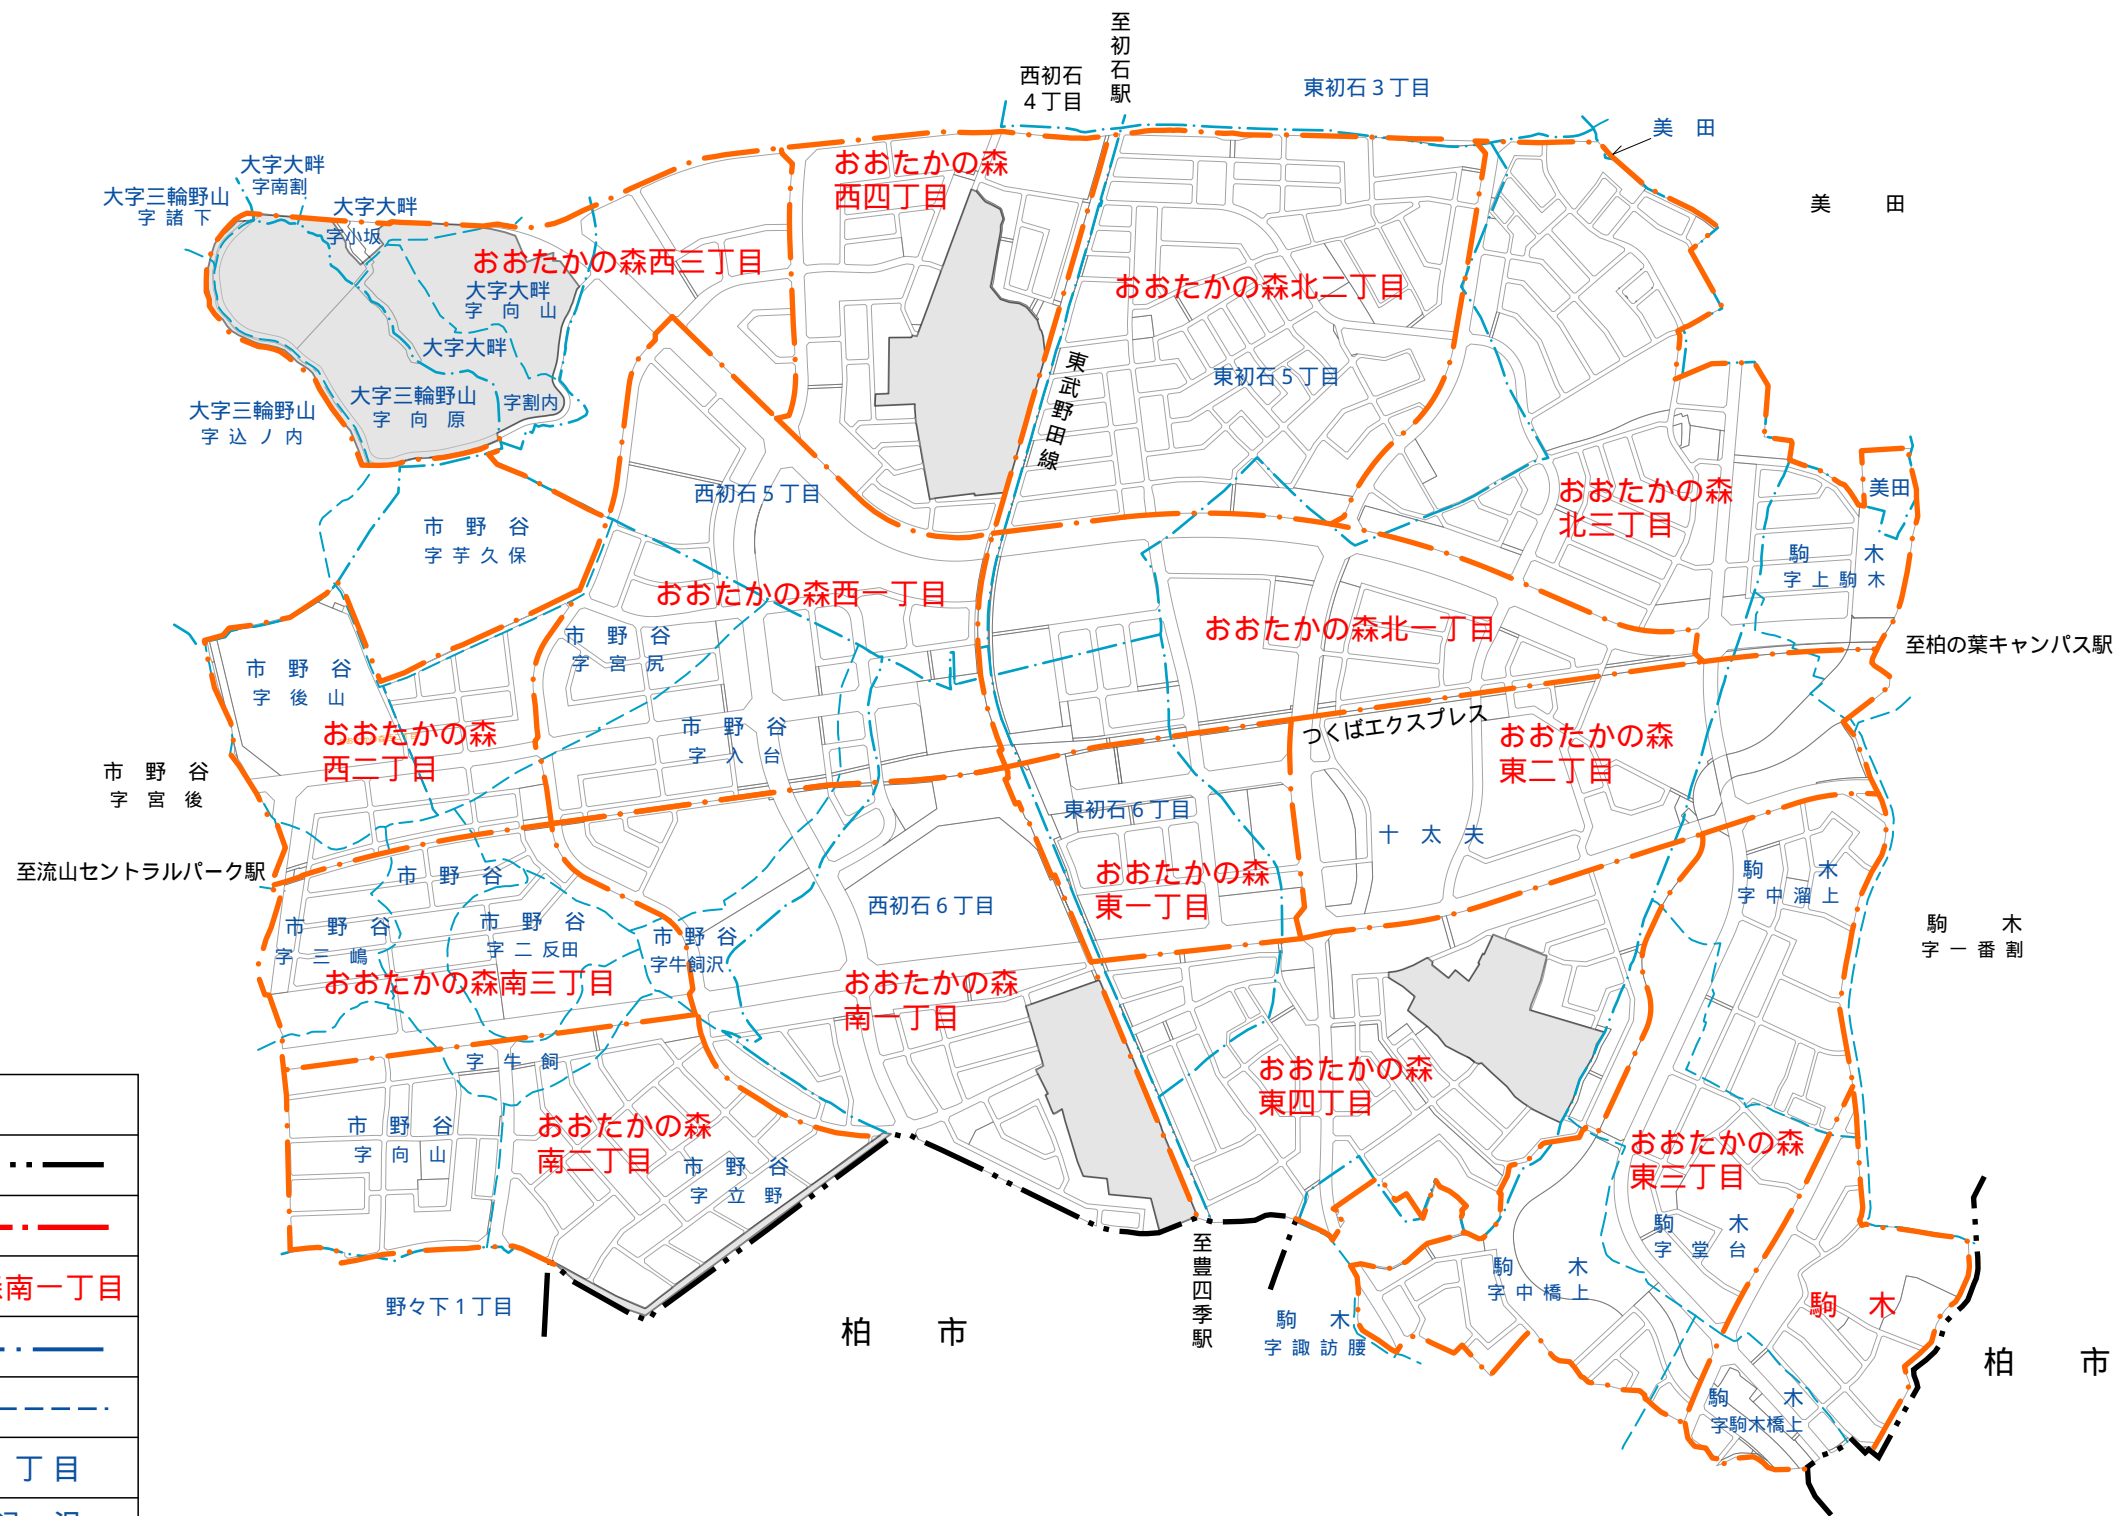 至初石駅
西初石
4丁目
東初石3丁目
美 田
美 田
大字大畔
字南割
大字三輪野山
字 諸 下
大字大畔
字小坂
おおたかの森
西四丁目
おおたかの森西三丁目
大字大畔
字 向 山
大字大畔
おおたかの森北二丁目
東武野田線
東初石5丁目
大字三輪野山
字 向 原
字割内
大字三輪野山
字 込 ノ 内
西初石5丁目
おおたかの森
北三丁目
美田
市 野 谷
字 芋 久 保
駒 木
字 上 駒 木
おおたかの森西一丁目
市 野 谷
字 宮 尻
おおたかの森北一丁目
至柏の葉キャンパス駅
市 野 谷
字 後 山
おおたかの森
西二丁目
市 野 谷
字 入 台
つくばエクスプレス
おおたかの森
東二丁目
市 野 谷
字 宮 後
東初石6丁目
十 太 夫
至流山セントラルパーク駅
市 野 谷
おおたかの森
東一丁目
駒 木
字 中 溜 上
西初石6丁目
市 野 谷
字 三 嶋
市 野 谷
字 二 反田
市 野 谷
字牛飼沢
駒 木
字 一 番 割
おおたかの森南三丁目
おおたかの森
南一丁目
字 牛 飼
おおたかの森
東四丁目
市 野 谷
字 向 山
おおたかの森
南二丁目
市 野 谷
字 立 野
おおたかの森
東三丁目
駒 木
字 堂 台
至豊四季駅
駒 木
字 中 橋 上
南一丁目
野々下1丁目
柏 市
駒 木
字 諏 訪 腰
駒 木
柏 市
駒 木
字駒木橋上
丁 目